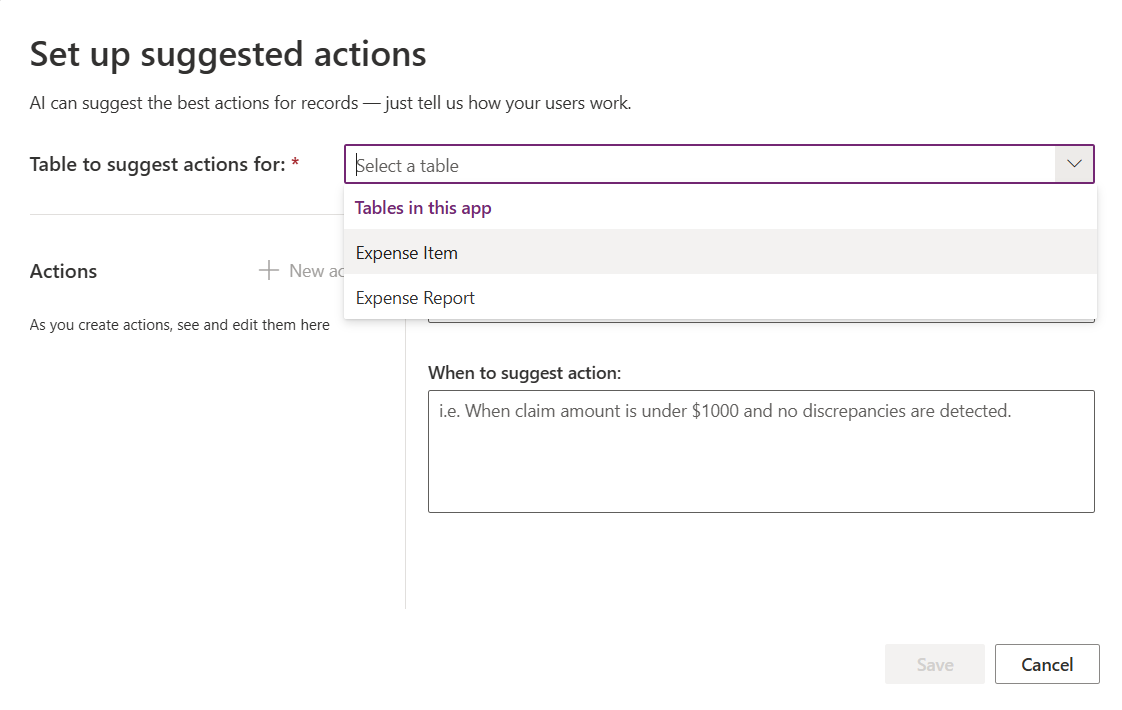 Set up suggested actions
AI can suggest the best actions for records — just tell us how your users work.
Table to suggest actions for: *
Select a table
Tables in this app
Expense Item
Expense Report
Actions
New
As you create actions, see and edit them here
When to suggest action:
i.e. When claim amount is under $1000 and no discrepancies are detected.
Save
Cancel